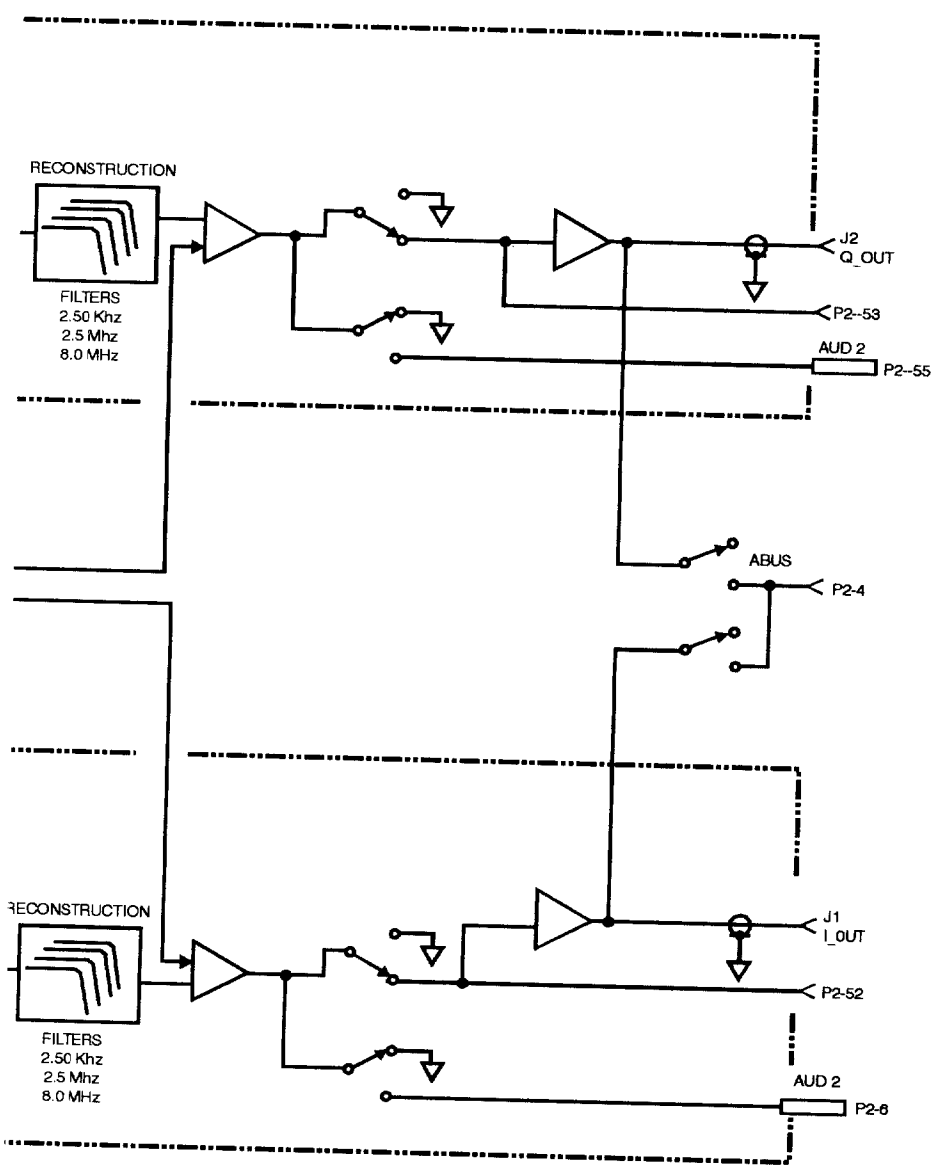 RECONSTRUCTION
FILTERS
2.50 Khz
2.5 Mhz
8.0 MHz
J2
Q_OUT
P2--53
AUD 2
P2--55
ABUS
P2-4
RECONSTRUCTION
FILTERS
2.50 Khz
2.5 Mhz
8.0 MHz
J1
I_OUT
P2-52
AUD 2
P2-6